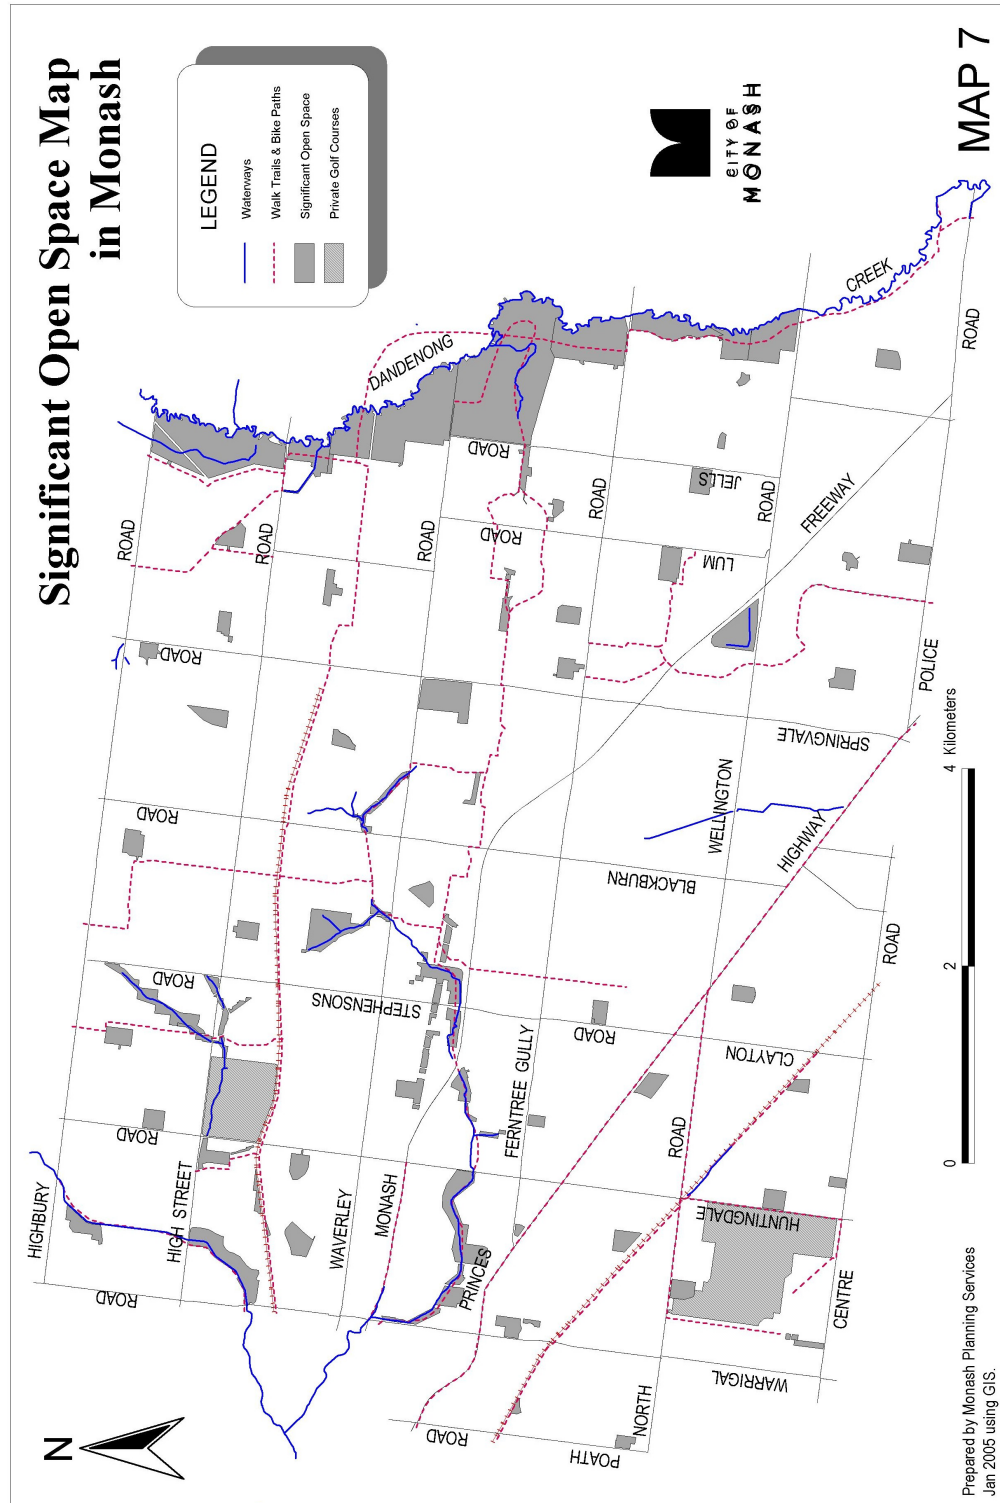 Significant Open Space Map
in Monash
LEGEND
Waterways
Walk Trails & Bike Paths
Significant Open Space
Private Golf Courses
CITY OF
MONASH
MAP 7
N
HIGHBURY
ROAD
HIGH STREET
ROAD
WAVERLEY
ROAD
MONASH
FREEWAY
FERNTREE GULLY
ROAD
PRINCES
HIGHWAY
WELLINGTON
ROAD
NORTH
ROAD
CENTRE
ROAD
POLICE
ROAD
DANDENONG
CREEK
WARRIGAL
ROAD
POATH
ROAD
HUNTINGDALE
ROAD
STEPHENSONS
ROAD
CLAYTON
ROAD
BLACKBURN
ROAD
SPRINGVALE
ROAD
LUM
ROAD
JELLS
ROAD
0 2 4 Kilometers
Prepared by Monash Planning Services
Jan 2005 using GIS.